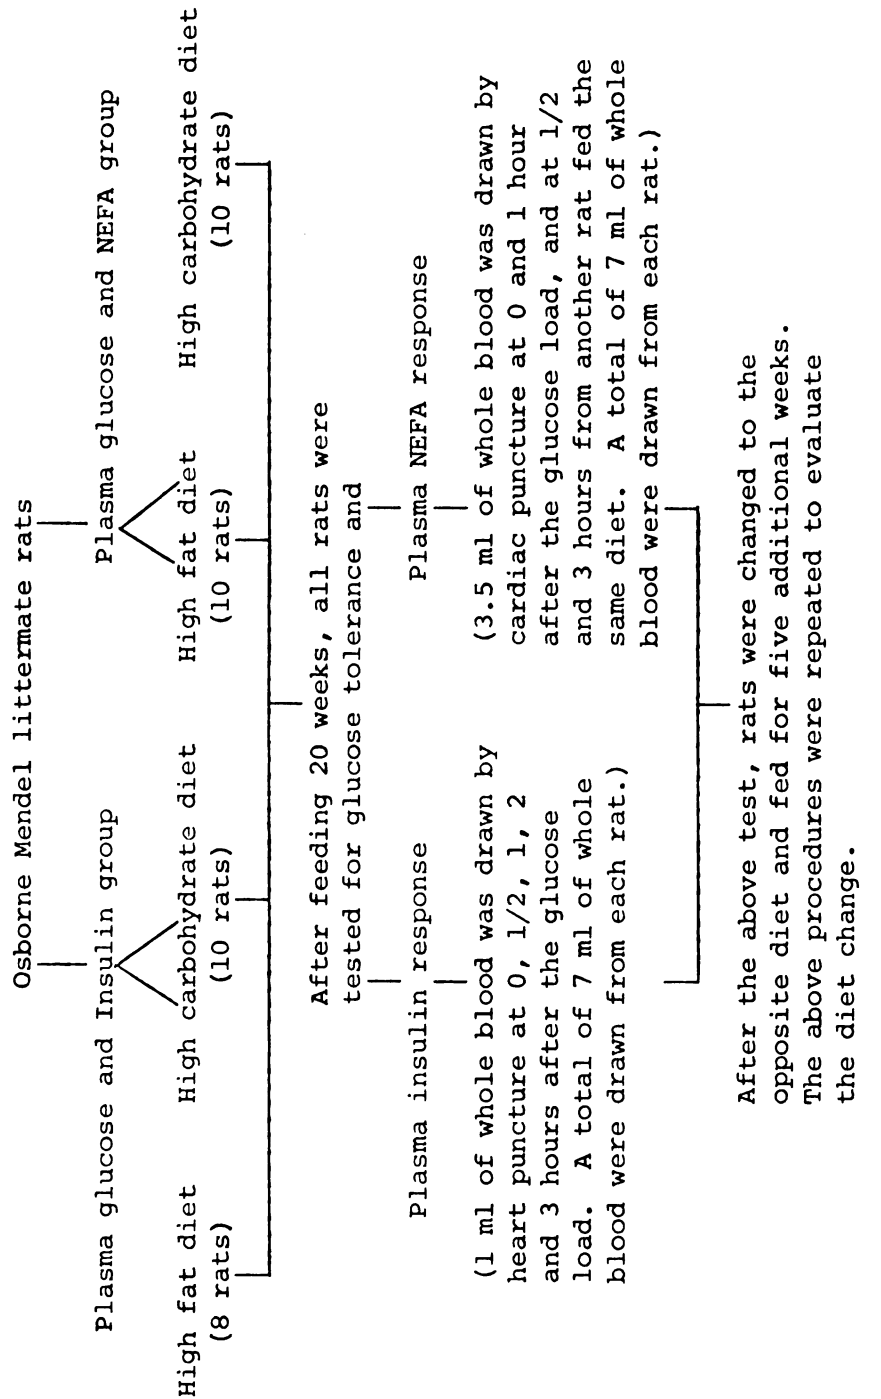 Osborne Mendel littermate rats
Plasma glucose and Insulin group
Plasma glucose and NEFA group
High fat diet
(8 rats)
High carbohydrate diet
(10 rats)
High fat diet
(10 rats)
High carbohydrate diet
(10 rats)
After feeding 20 weeks, all rats were
tested for glucose tolerance and
Plasma insulin response
(1 ml of whole blood was drawn by
heart puncture at 0, 1/2, 1, 2
and 3 hours after the glucose
load. A total of 7 ml of whole
blood were drawn from each rat.)
Plasma NEFA response
(3.5 ml of whole blood was drawn by
cardiac puncture at 0 and 1 hour
after the glucose load, and at 1/2
and 3 hours from another rat fed the
same diet. A total of 7 ml of whole
blood were drawn from each rat.)
After the above test, rats were changed to the
opposite diet and fed for five additional weeks.
The above procedures were repeated to evaluate
the diet change.